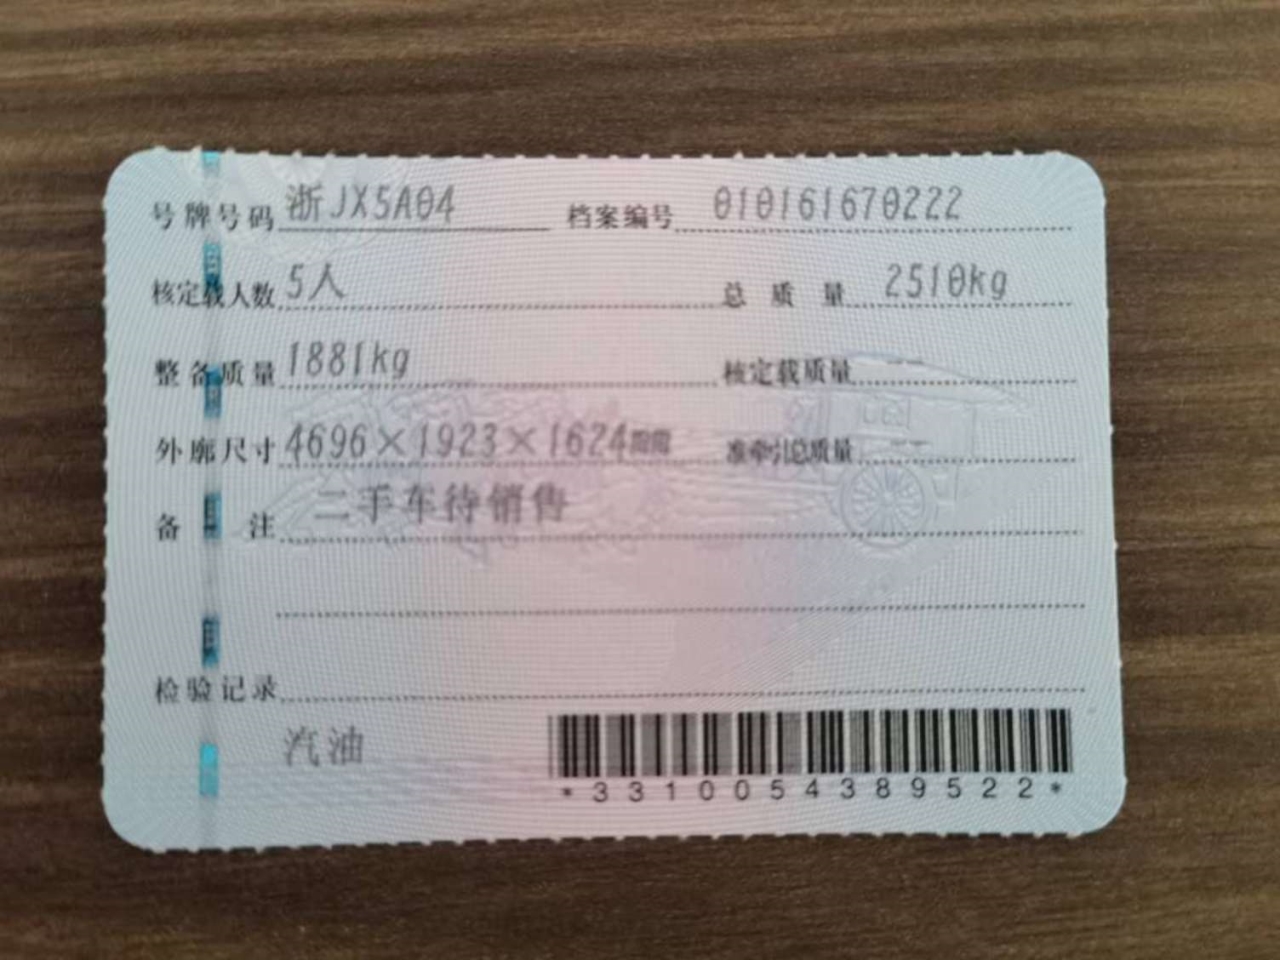 号牌号码 浙JX5A04 档案编号 010161670222
核定载人数 5人 总质量 2510kg
整备质量 1881kg 核定载质量 --
外廓尺寸 4696×1923×1624mm 准牵引总质量 --
备注 二手车待销售
检验记录
汽油
*3310054389522*